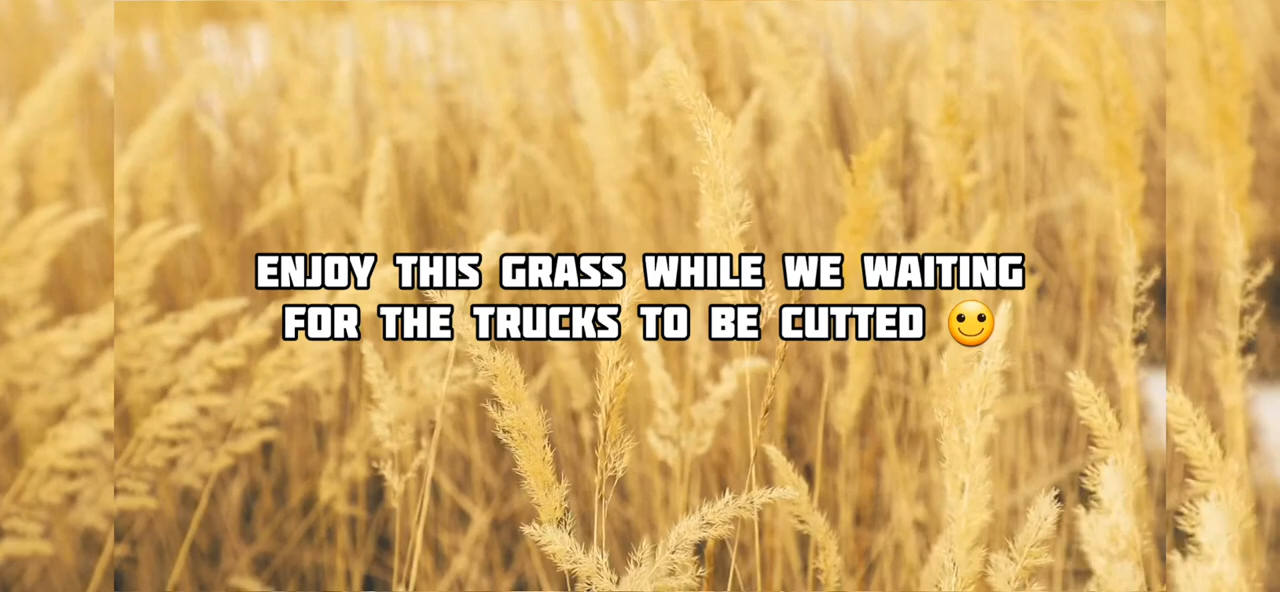 ENJOY THIS GRASS WHILE WE WAITING
FOR THE TRUCKS TO BE CUTTED 🙂